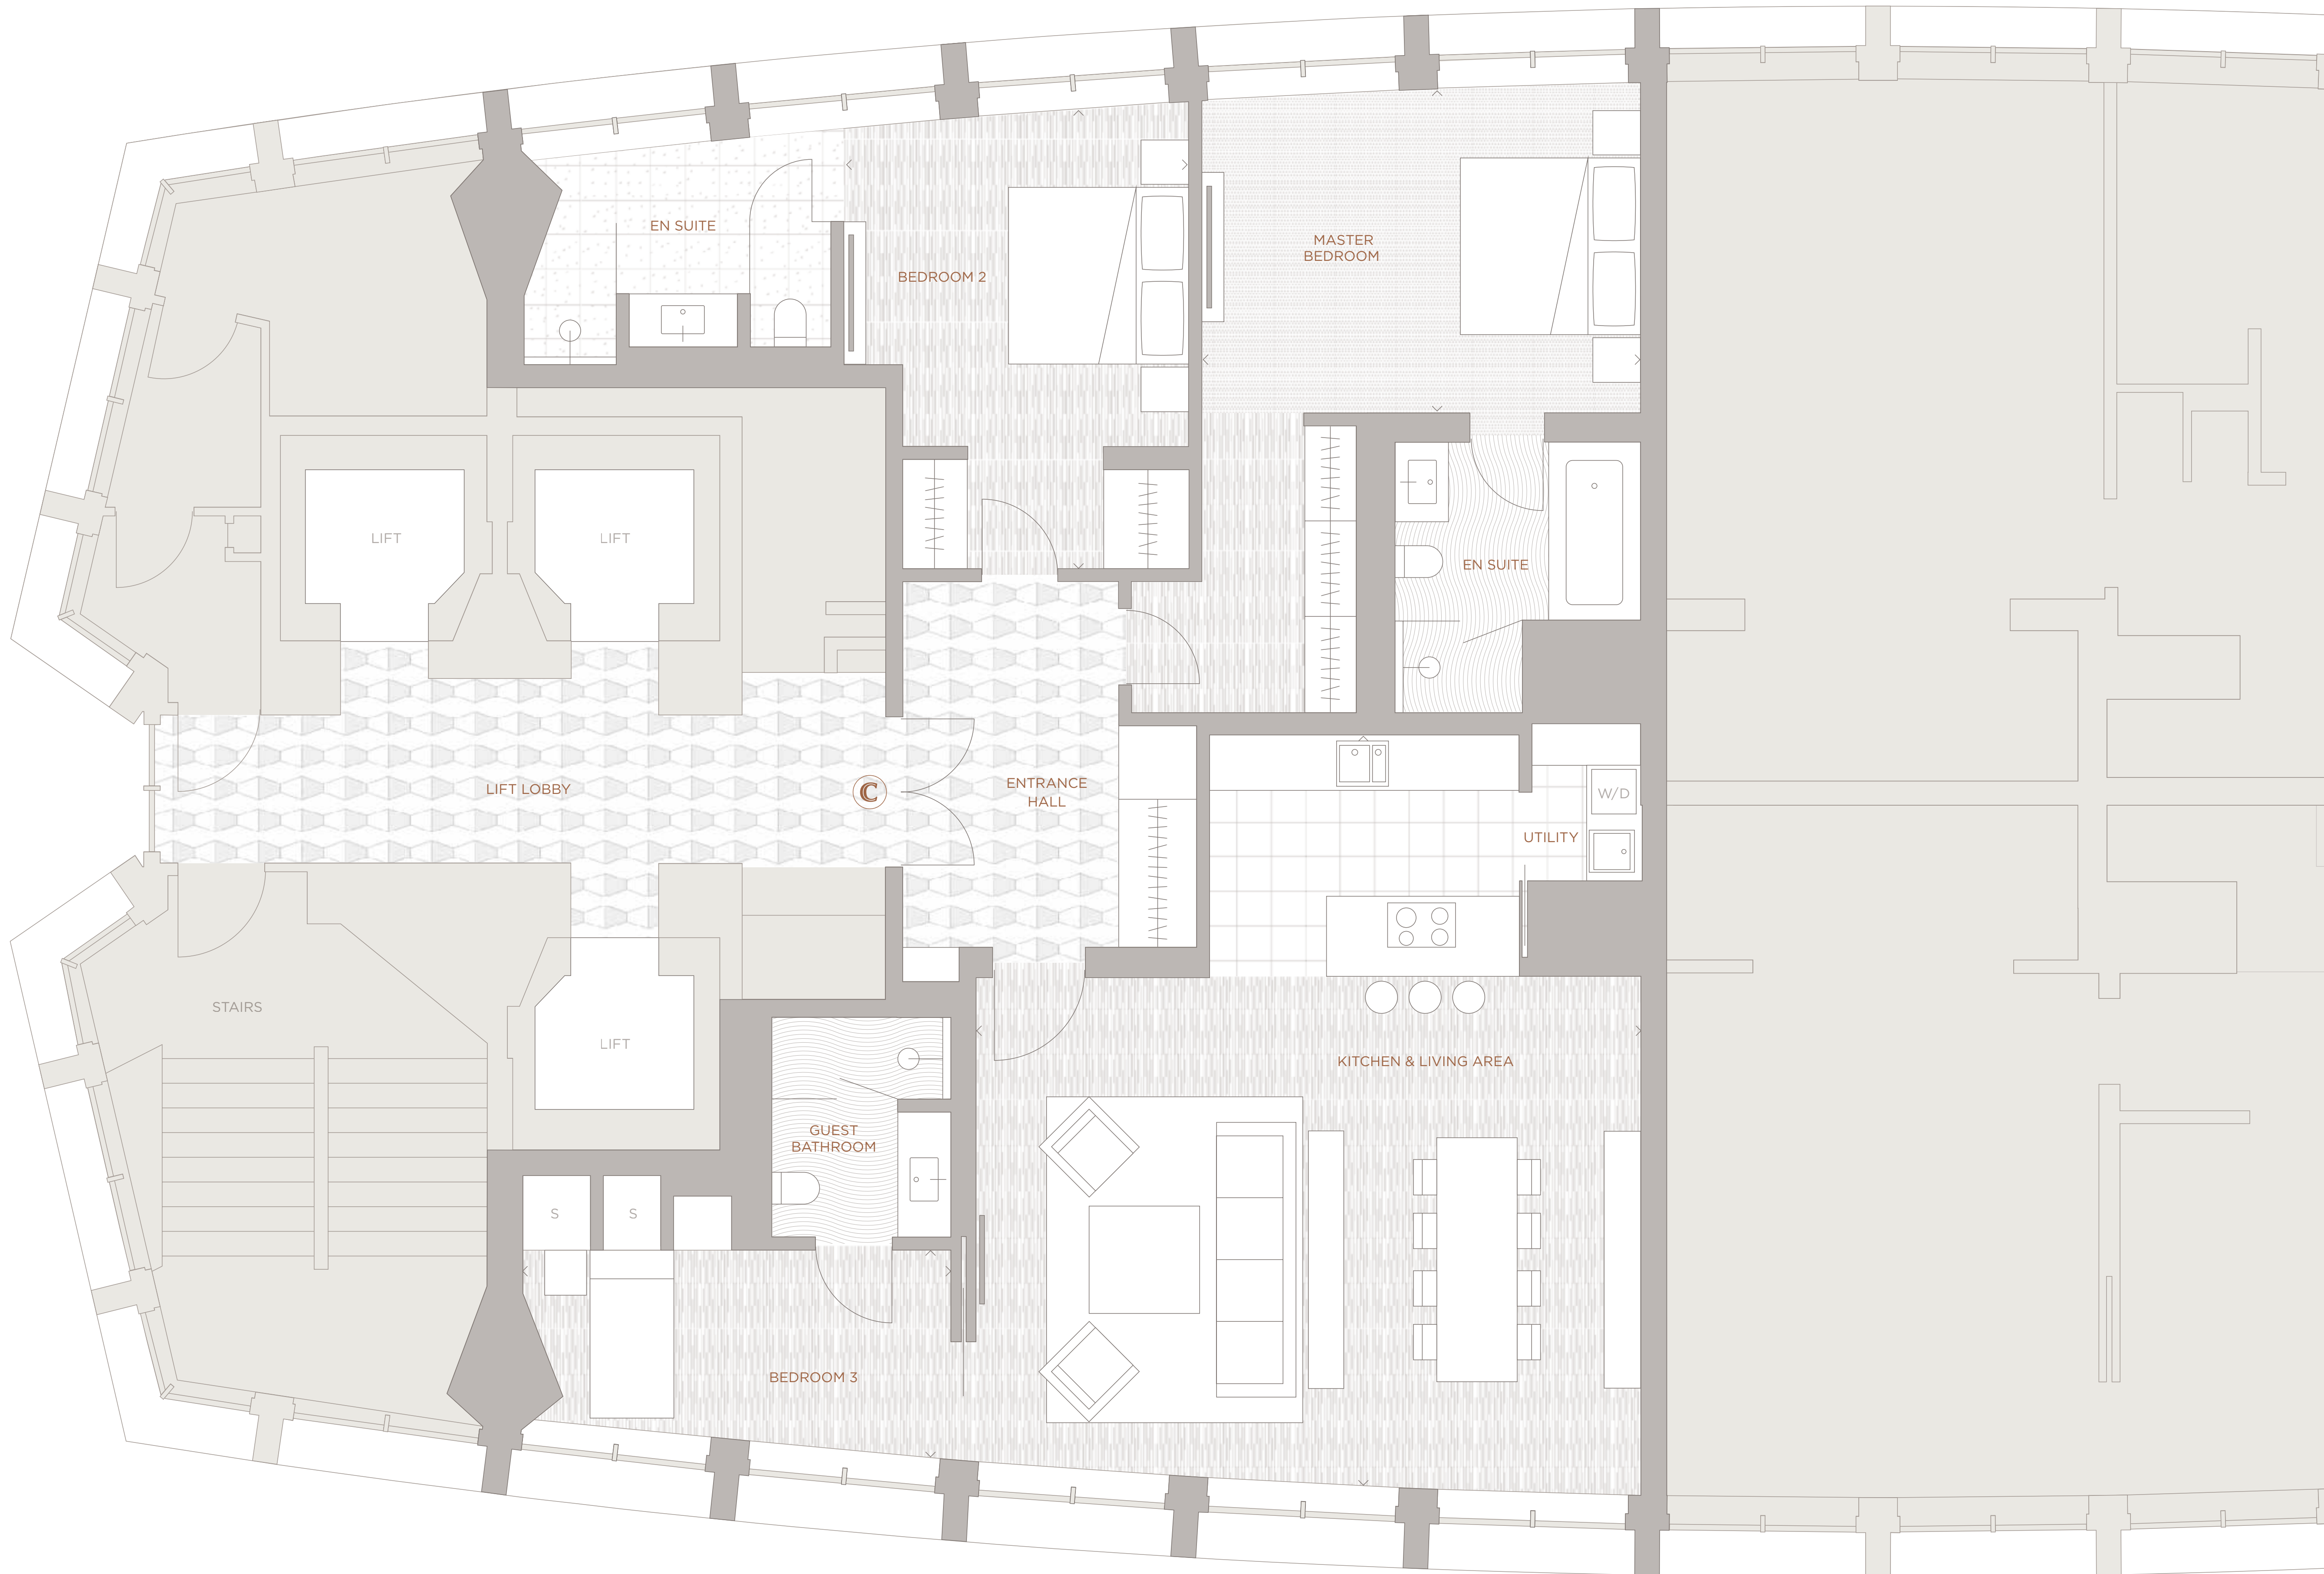 EN SUITE
BEDROOM 2
MASTER
BEDROOM
LIFT
LIFT
EN SUITE
LIFT LOBBY
C
ENTRANCE
HALL
W/D
UTILITY
STAIRS
LIFT
KITCHEN & LIVING AREA
GUEST
BATHROOM
S
S
BEDROOM 3